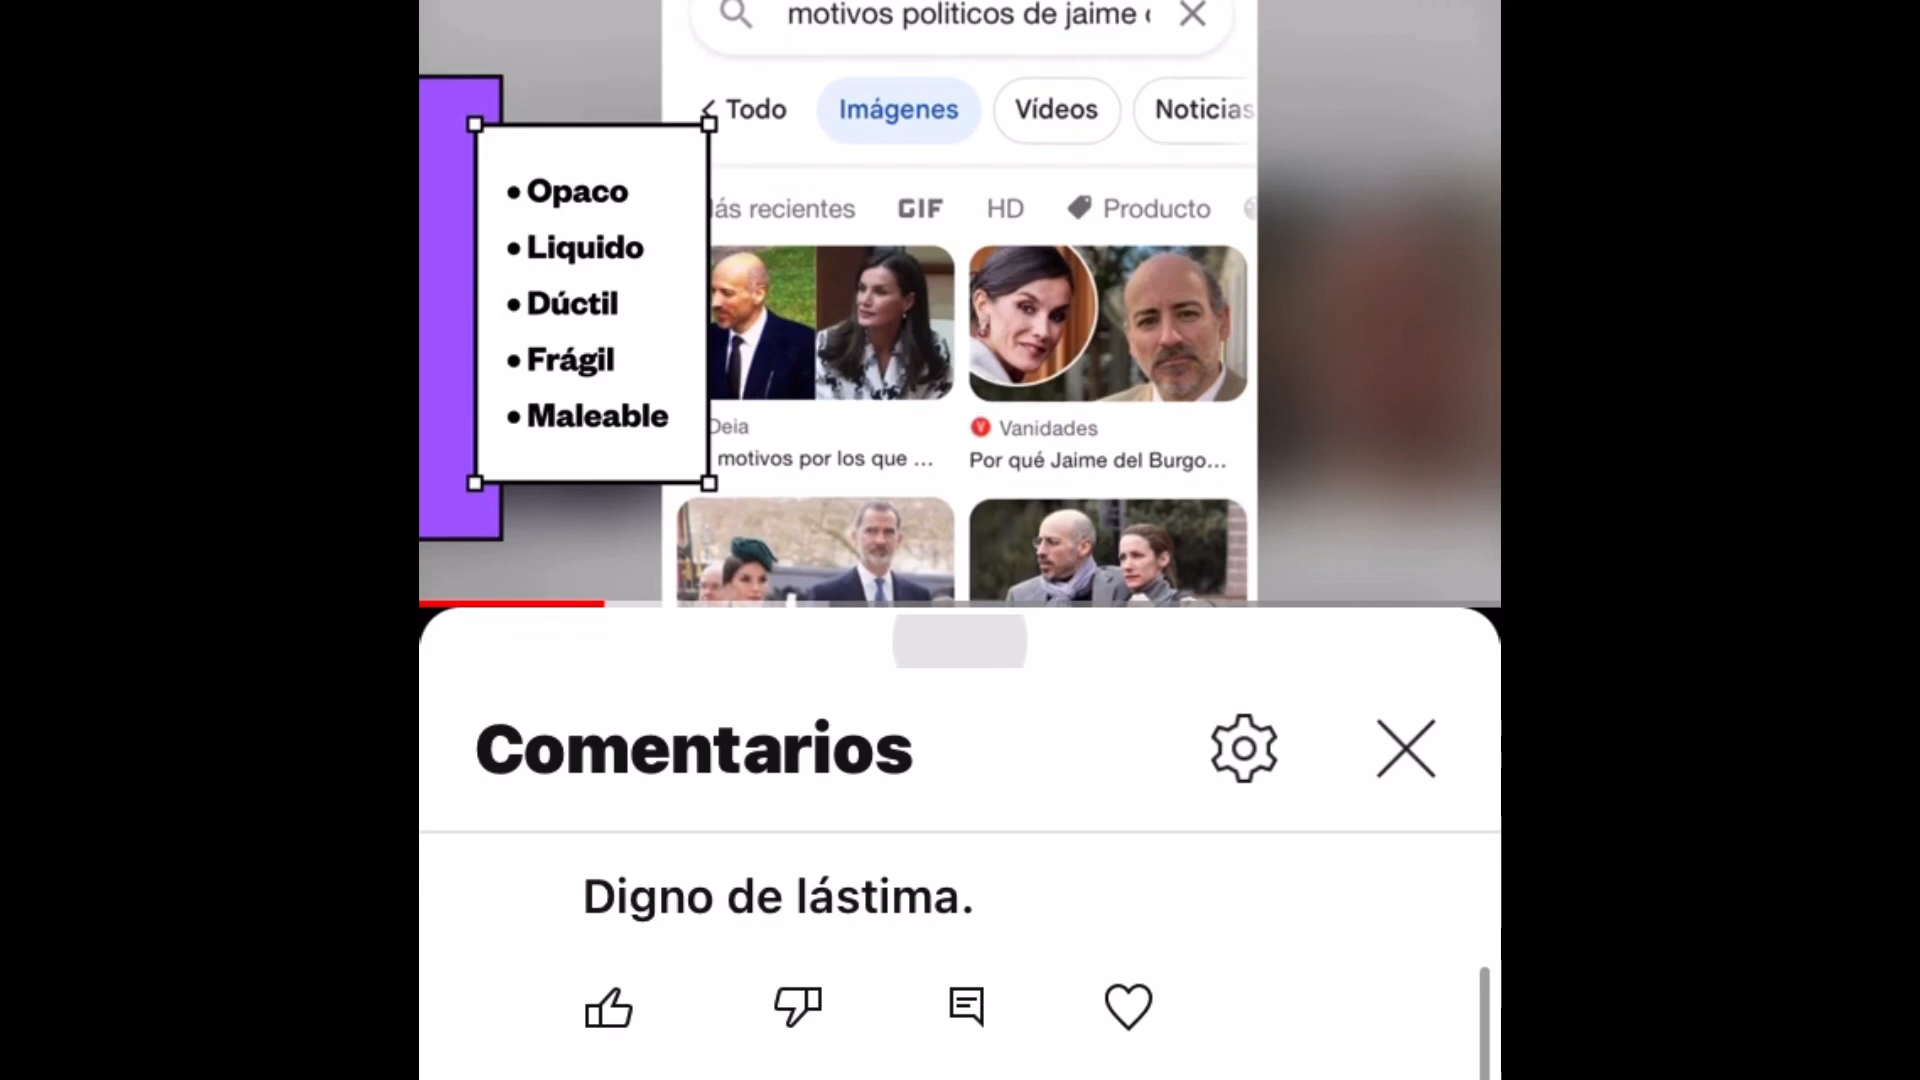 motivos politicos de jaime
Todo
Imágenes
Vídeos
Noticias
ás recientes
GIF
HD
Producto
• Opaco
• Liquido
• Dúctil
• Frágil
• Maleable
Deia
motivos por los que ...
Vanidades
Por qué Jaime del Burgo...
Comentarios
Digno de lástima.